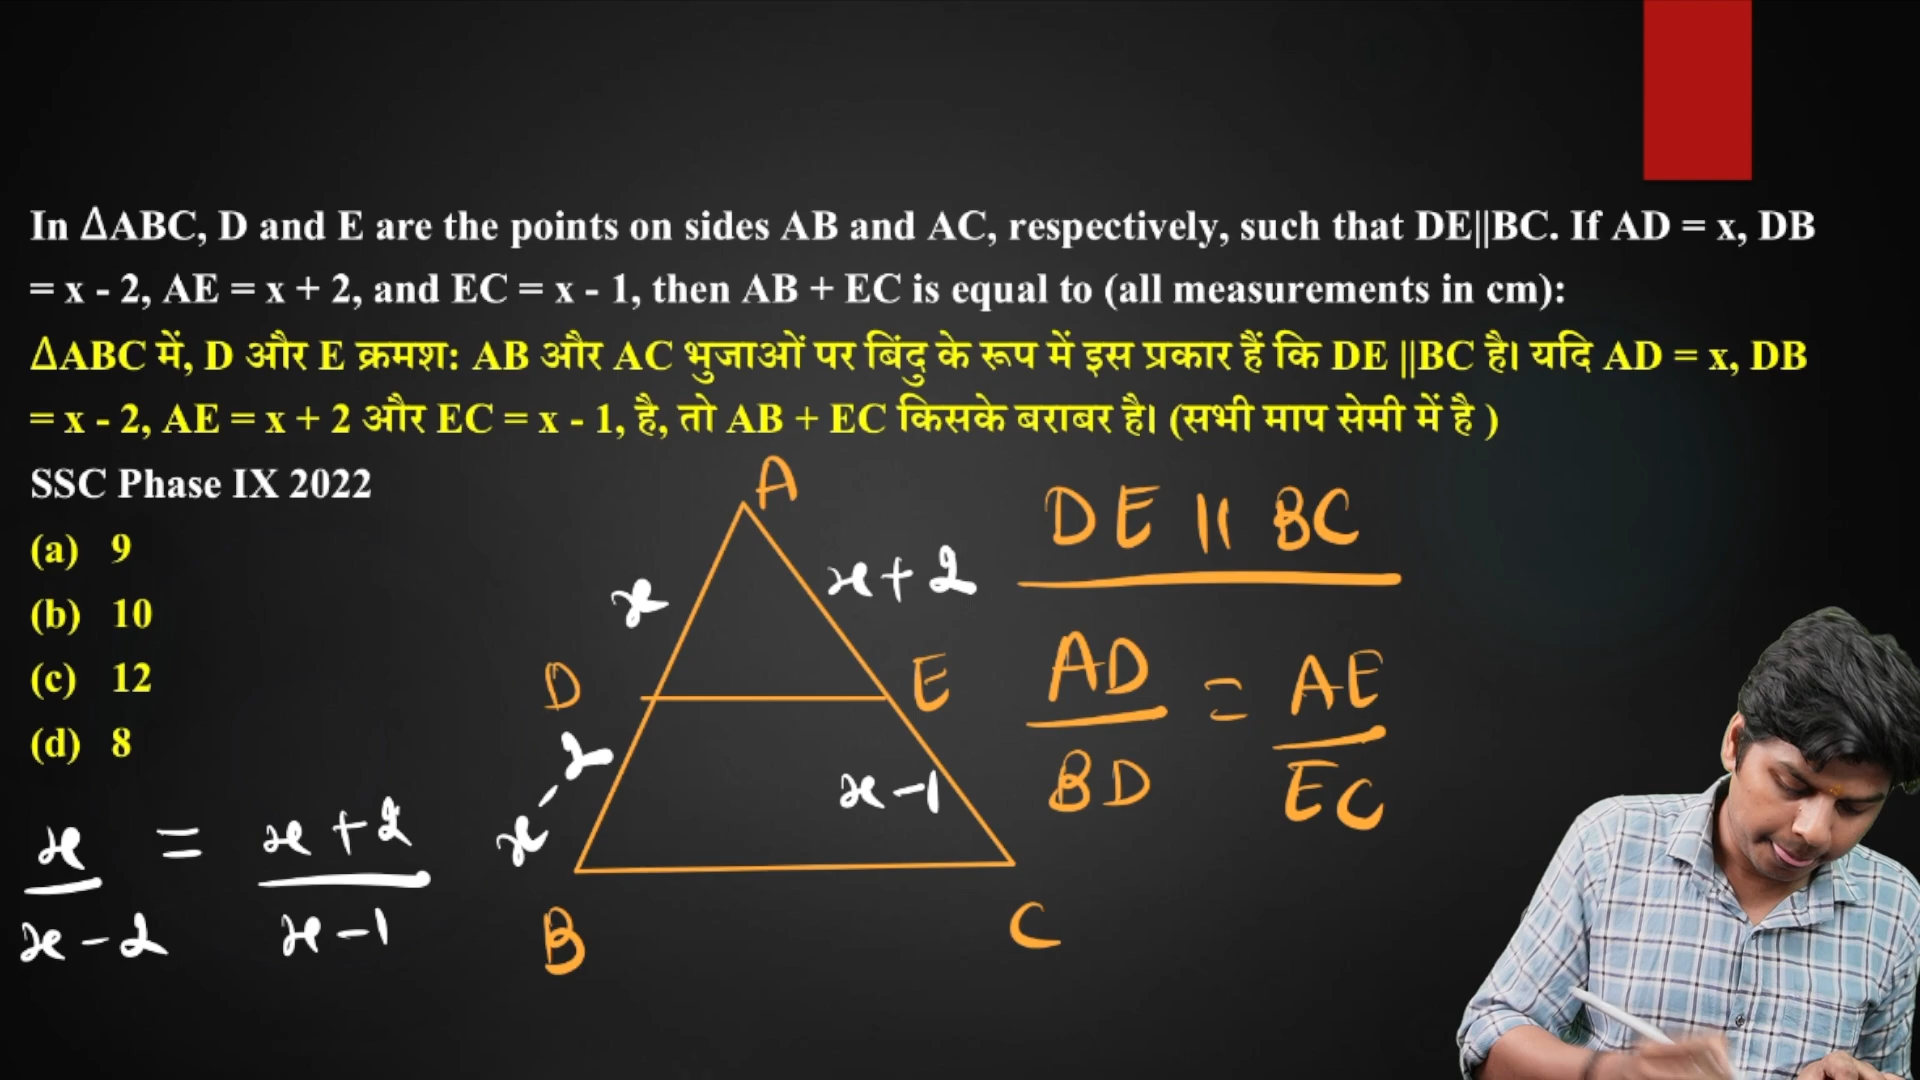 In ΔABC, D and E are the points on sides AB and AC, respectively, such that DE||BC. If AD = x, DB
= x - 2, AE = x + 2, and EC = x - 1, then AB + EC is equal to (all measurements in cm):
ΔABC में, D और E क्रमश: AB और AC भुजाओं पर बिंदु के रूप में इस प्रकार हैं कि DE ||BC है। यदि AD = x, DB
= x - 2, AE = x + 2 और EC = x - 1, है, तो AB + EC किसके बराबर है। (सभी माप सेमी में है )
SSC Phase IX 2022
(a) 9
(b) 10
(c) 12
(d) 8
A
x
x+2
D
E
x-2
x-1
B
C
DE || BC
AD = AE
BD EC
x = x+2
x-2 x-1